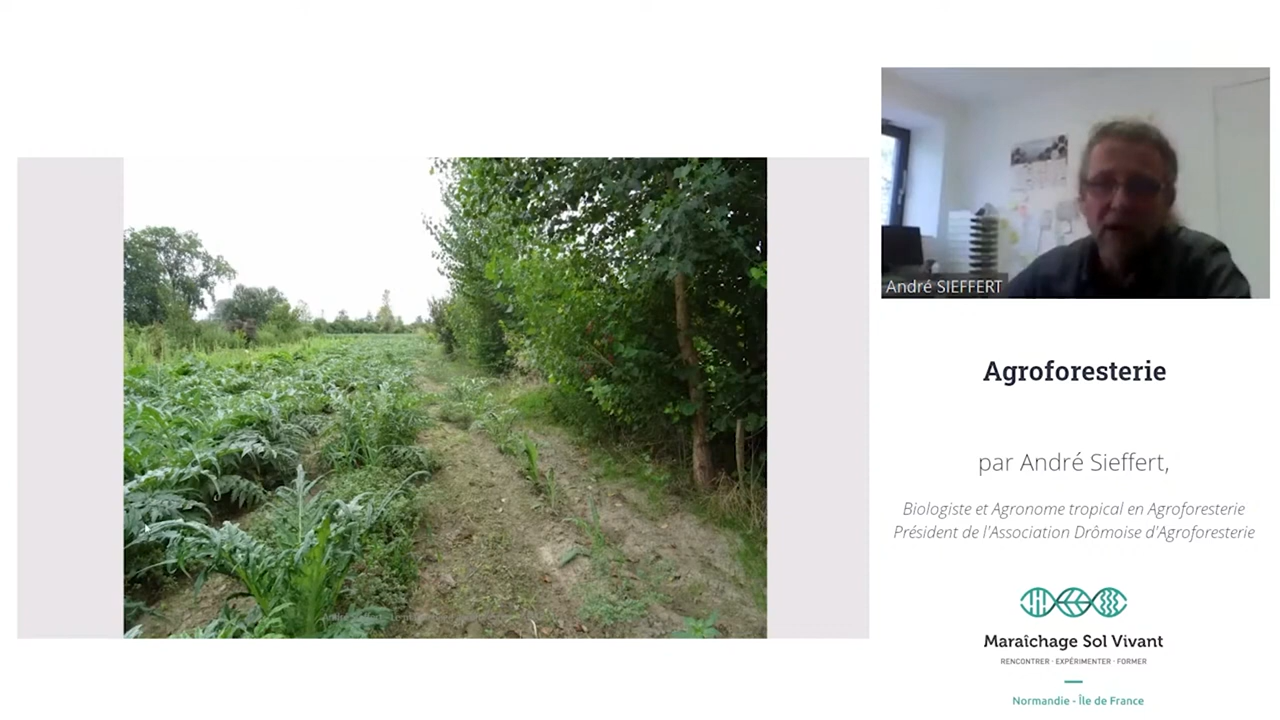 André SIEFFERT
Agroforesterie
par André Sieffert,
Biologiste et Agronome tropical en Agroforesterie
Président de l'Association Drômoise d'Agroforesterie
Maraîchage Sol Vivant
RENCONTRER · EXPÉRIMENTER · FORMER
Normandie - Île de France